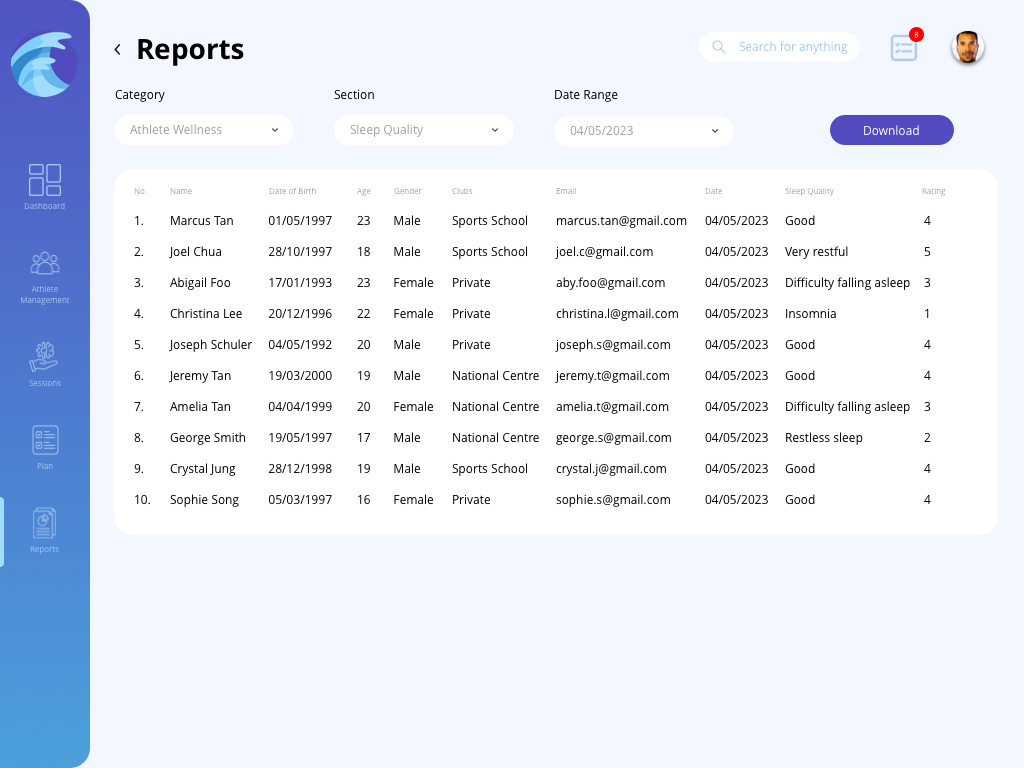 Reports
Search for anything
8
Category
Section
Date Range
Athlete Wellness
Sleep Quality
04/05/2023
Download
Dashboard
Athlete
Management
Sessions
Plan
Reports
No. Name Date of Birth Age Gender Clubs Email Date Sleep Quality Rating
1. Marcus Tan 01/05/1997 23 Male Sports School marcus.tan@gmail.com 04/05/2023 Good 4
2. Joel Chua 28/10/1997 18 Male Sports School joel.c@gmail.com 04/05/2023 Very restful 5
3. Abigail Foo 17/01/1993 23 Female Private aby.foo@gmail.com 04/05/2023 Difficulty falling asleep 3
4. Christina Lee 20/12/1996 22 Female Private christina.l@gmail.com 04/05/2023 Insomnia 1
5. Joseph Schuler 04/05/1992 20 Male Private joseph.s@gmail.com 04/05/2023 Good 4
6. Jeremy Tan 19/03/2000 19 Male National Centre jeremy.t@gmail.com 04/05/2023 Good 4
7. Amelia Tan 04/04/1999 20 Female National Centre amelia.t@gmail.com 04/05/2023 Difficulty falling asleep 3
8. George Smith 19/05/1997 17 Male National Centre george.s@gmail.com 04/05/2023 Restless sleep 2
9. Crystal Jung 28/12/1998 19 Male Sports School crystal.j@gmail.com 04/05/2023 Good 4
10. Sophie Song 05/03/1997 16 Female Private sophie.s@gmail.com 04/05/2023 Good 4